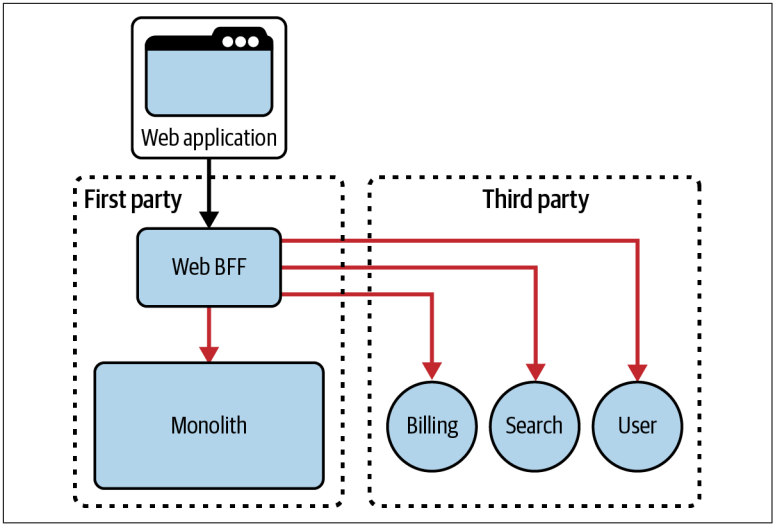 Web application
First party
Third party
Web BFF
Monolith
Billing
Search
User